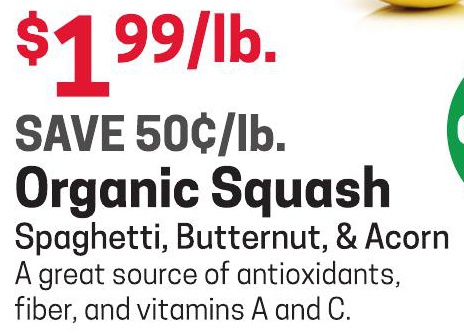 $1 99/lb.
SAVE 50¢/lb.
Organic Squash
Spaghetti, Butternut, & Acorn
A great source of antioxidants,
fiber, and vitamins A and C.